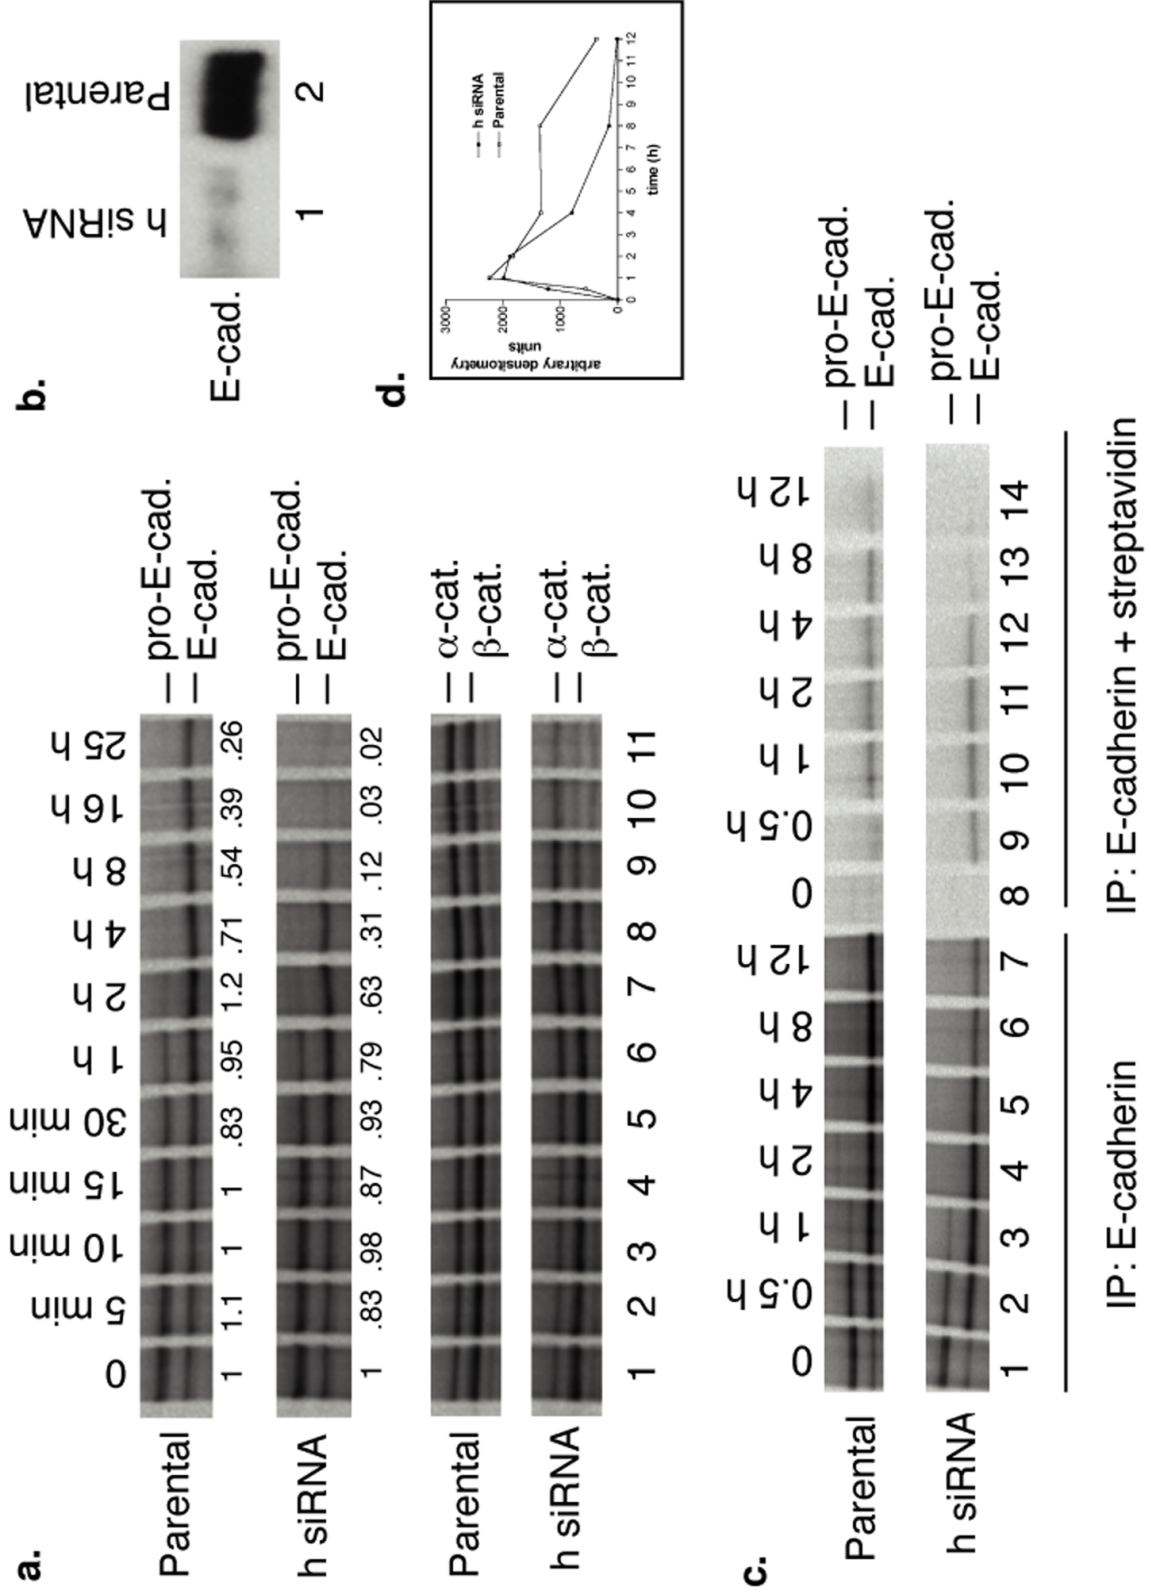 a.
0 5 min 10 min 15 min 30 min 1 h 2 h 4 h 8 h 16 h 25 h
Parental
pro-E-cad.
E-cad.
1 1.1 1 1 .83 .95 1.2 .71 .54 .39 .26
h siRNA
pro-E-cad.
E-cad.
1 .83 .98 .87 .93 .79 .63 .31 .12 .03 .02
Parental
α-cat.
β-cat.
h siRNA
α-cat.
β-cat.
1 2 3 4 5 6 7 8 9 10 11
b.
h siRNA Parental
E-cad.
1 2
c.
0 0.5 h 1 h 2 h 4 h 8 h 12 h 0 0.5 h 1 h 2 h 4 h 8 h 12 h
Parental
pro-E-cad.
E-cad.
h siRNA
pro-E-cad.
E-cad.
1 2 3 4 5 6 7 8 9 10 11 12 13 14
IP: E-cadherin IP: E-cadherin + streptavidin
d.
arbitrary densitometry
units
3000
2000
1000
0
h siRNA
Parental
0 1 2 3 4 5 6 7 8 9 10 11 12
time (h)